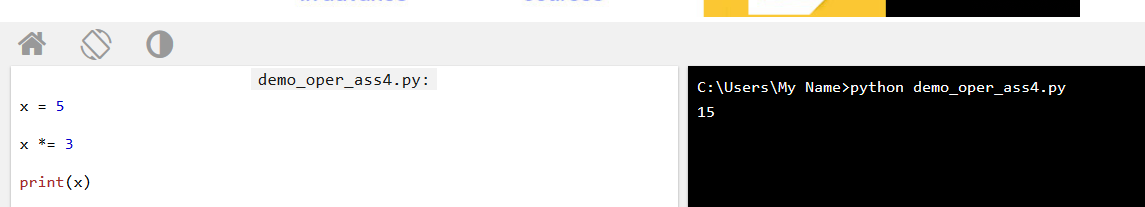 demo_oper_ass4.py:
x = 5
x *= 3
print(x)
C:\Users\My Name>python demo_oper_ass4.py
15